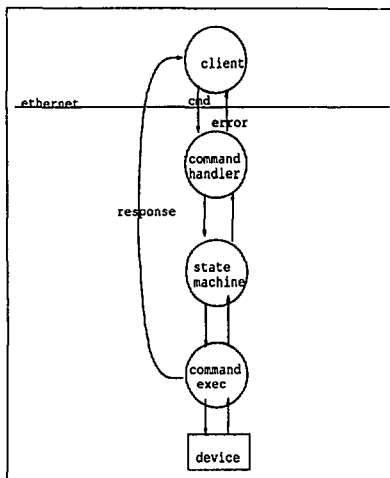 client
ethernet
cmd
error
command
handler
response
state
machine
command
exec
device